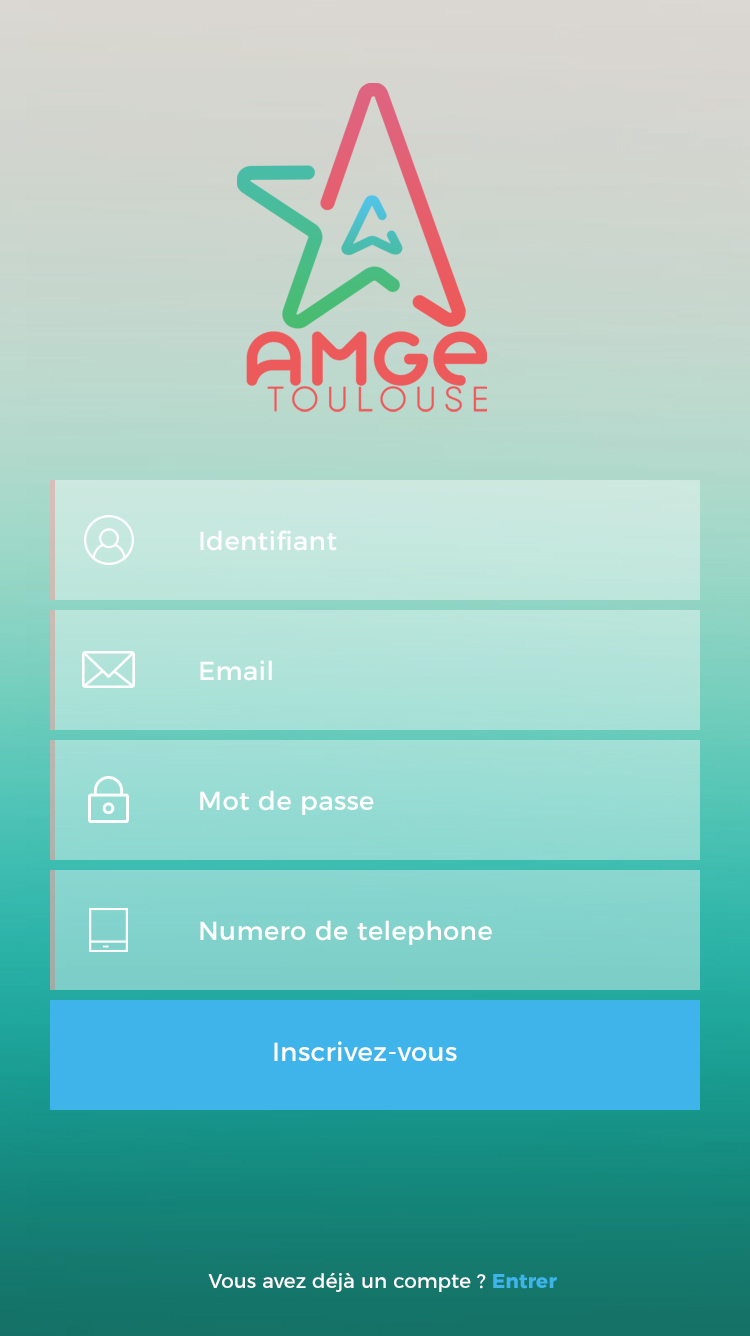 AMGE
TOULOUSE
Identifiant
Email
Mot de passe
Numero de telephone
Inscrivez-vous
Vous avez déjà un compte ? Entrer